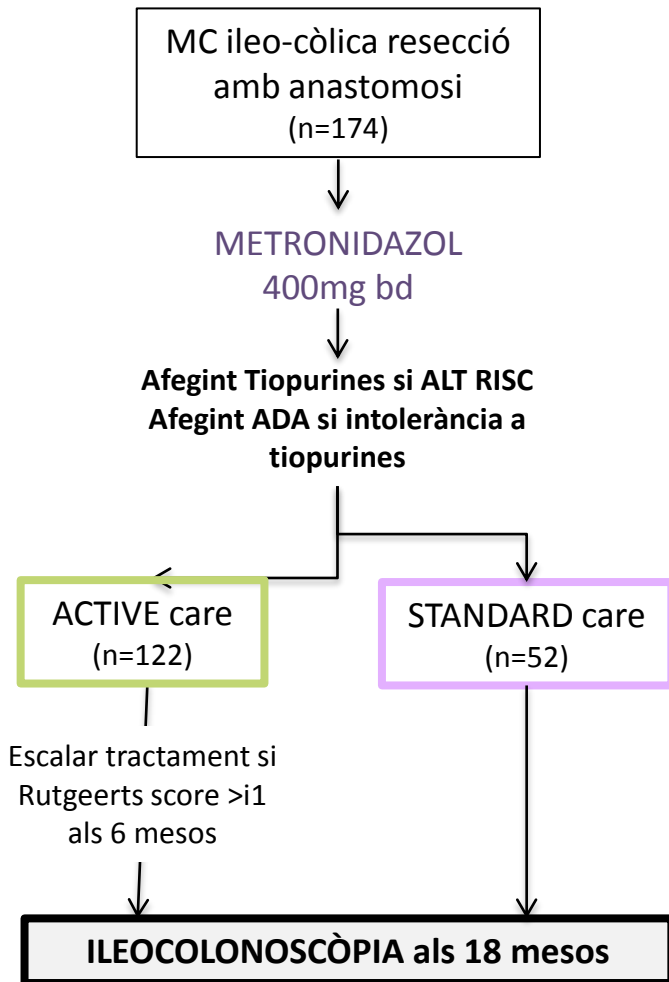 MC ileo-còlica resecció
amb anastomosi
(n=174)
METRONIDAZOL
400mg bd
Afegint Tiopurines si ALT RISC
Afegint ADA si intolerància a
tiopurines
ACTIVE care
(n=122)
STANDARD care
(n=52)
Escalar tractament si
Rutgeerts score >i1
als 6 mesos
ILEOCOLONOSCÒPIA als 18 mesos